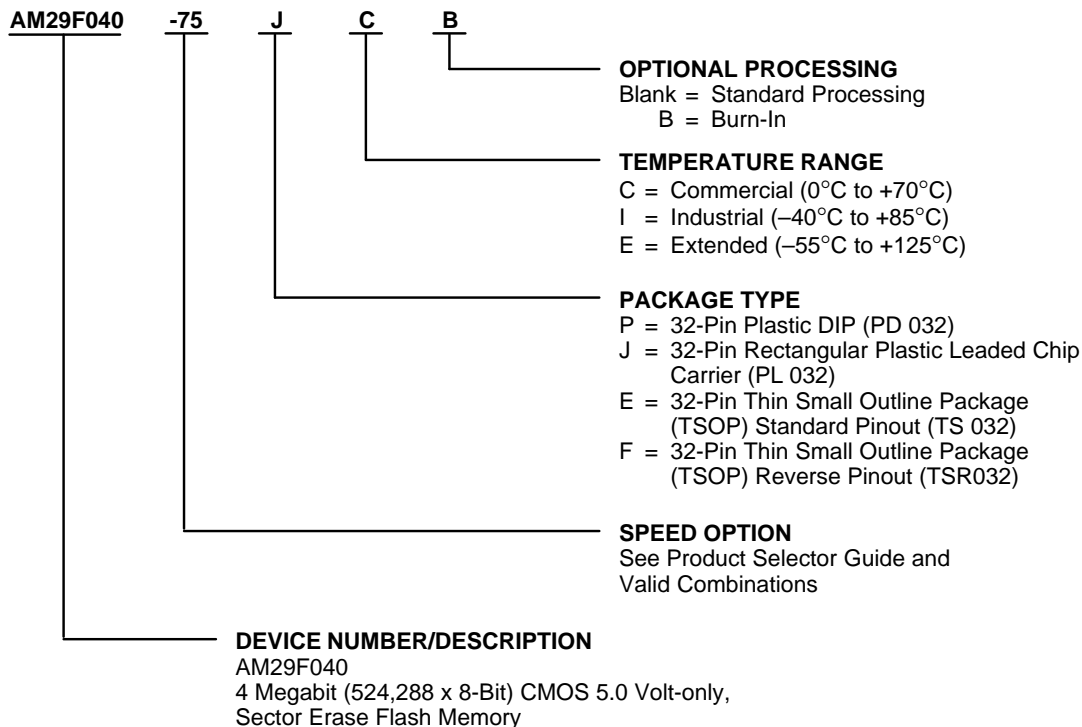 AM29F040 -75 J C B
OPTIONAL PROCESSING
Blank = Standard Processing
B = Burn-In
TEMPERATURE RANGE
C = Commercial (0°C to +70°C)
I = Industrial (–40°C to +85°C)
E = Extended (–55°C to +125°C)
PACKAGE TYPE
P = 32-Pin Plastic DIP (PD 032)
J = 32-Pin Rectangular Plastic Leaded Chip
Carrier (PL 032)
E = 32-Pin Thin Small Outline Package
(TSOP) Standard Pinout (TS 032)
F = 32-Pin Thin Small Outline Package
(TSOP) Reverse Pinout (TSR032)
SPEED OPTION
See Product Selector Guide and
Valid Combinations
DEVICE NUMBER/DESCRIPTION
AM29F040
4 Megabit (524,288 x 8-Bit) CMOS 5.0 Volt-only,
Sector Erase Flash Memory